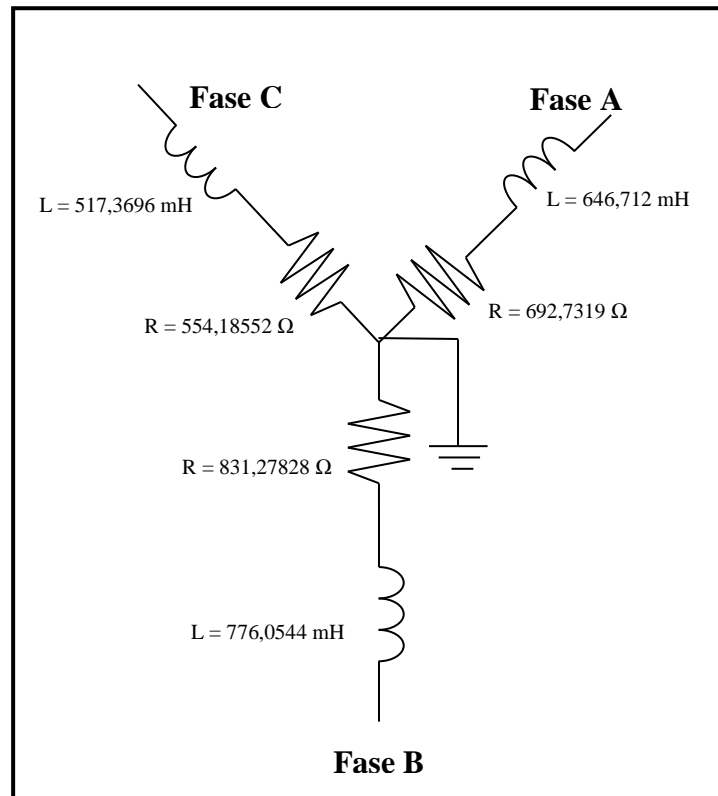 Fase C
Fase A
L = 517,3696 mH
L = 646,712 mH
R = 554,18552 Ω
R = 692,7319 Ω
R = 831,27828 Ω
L = 776,0544 mH
Fase B